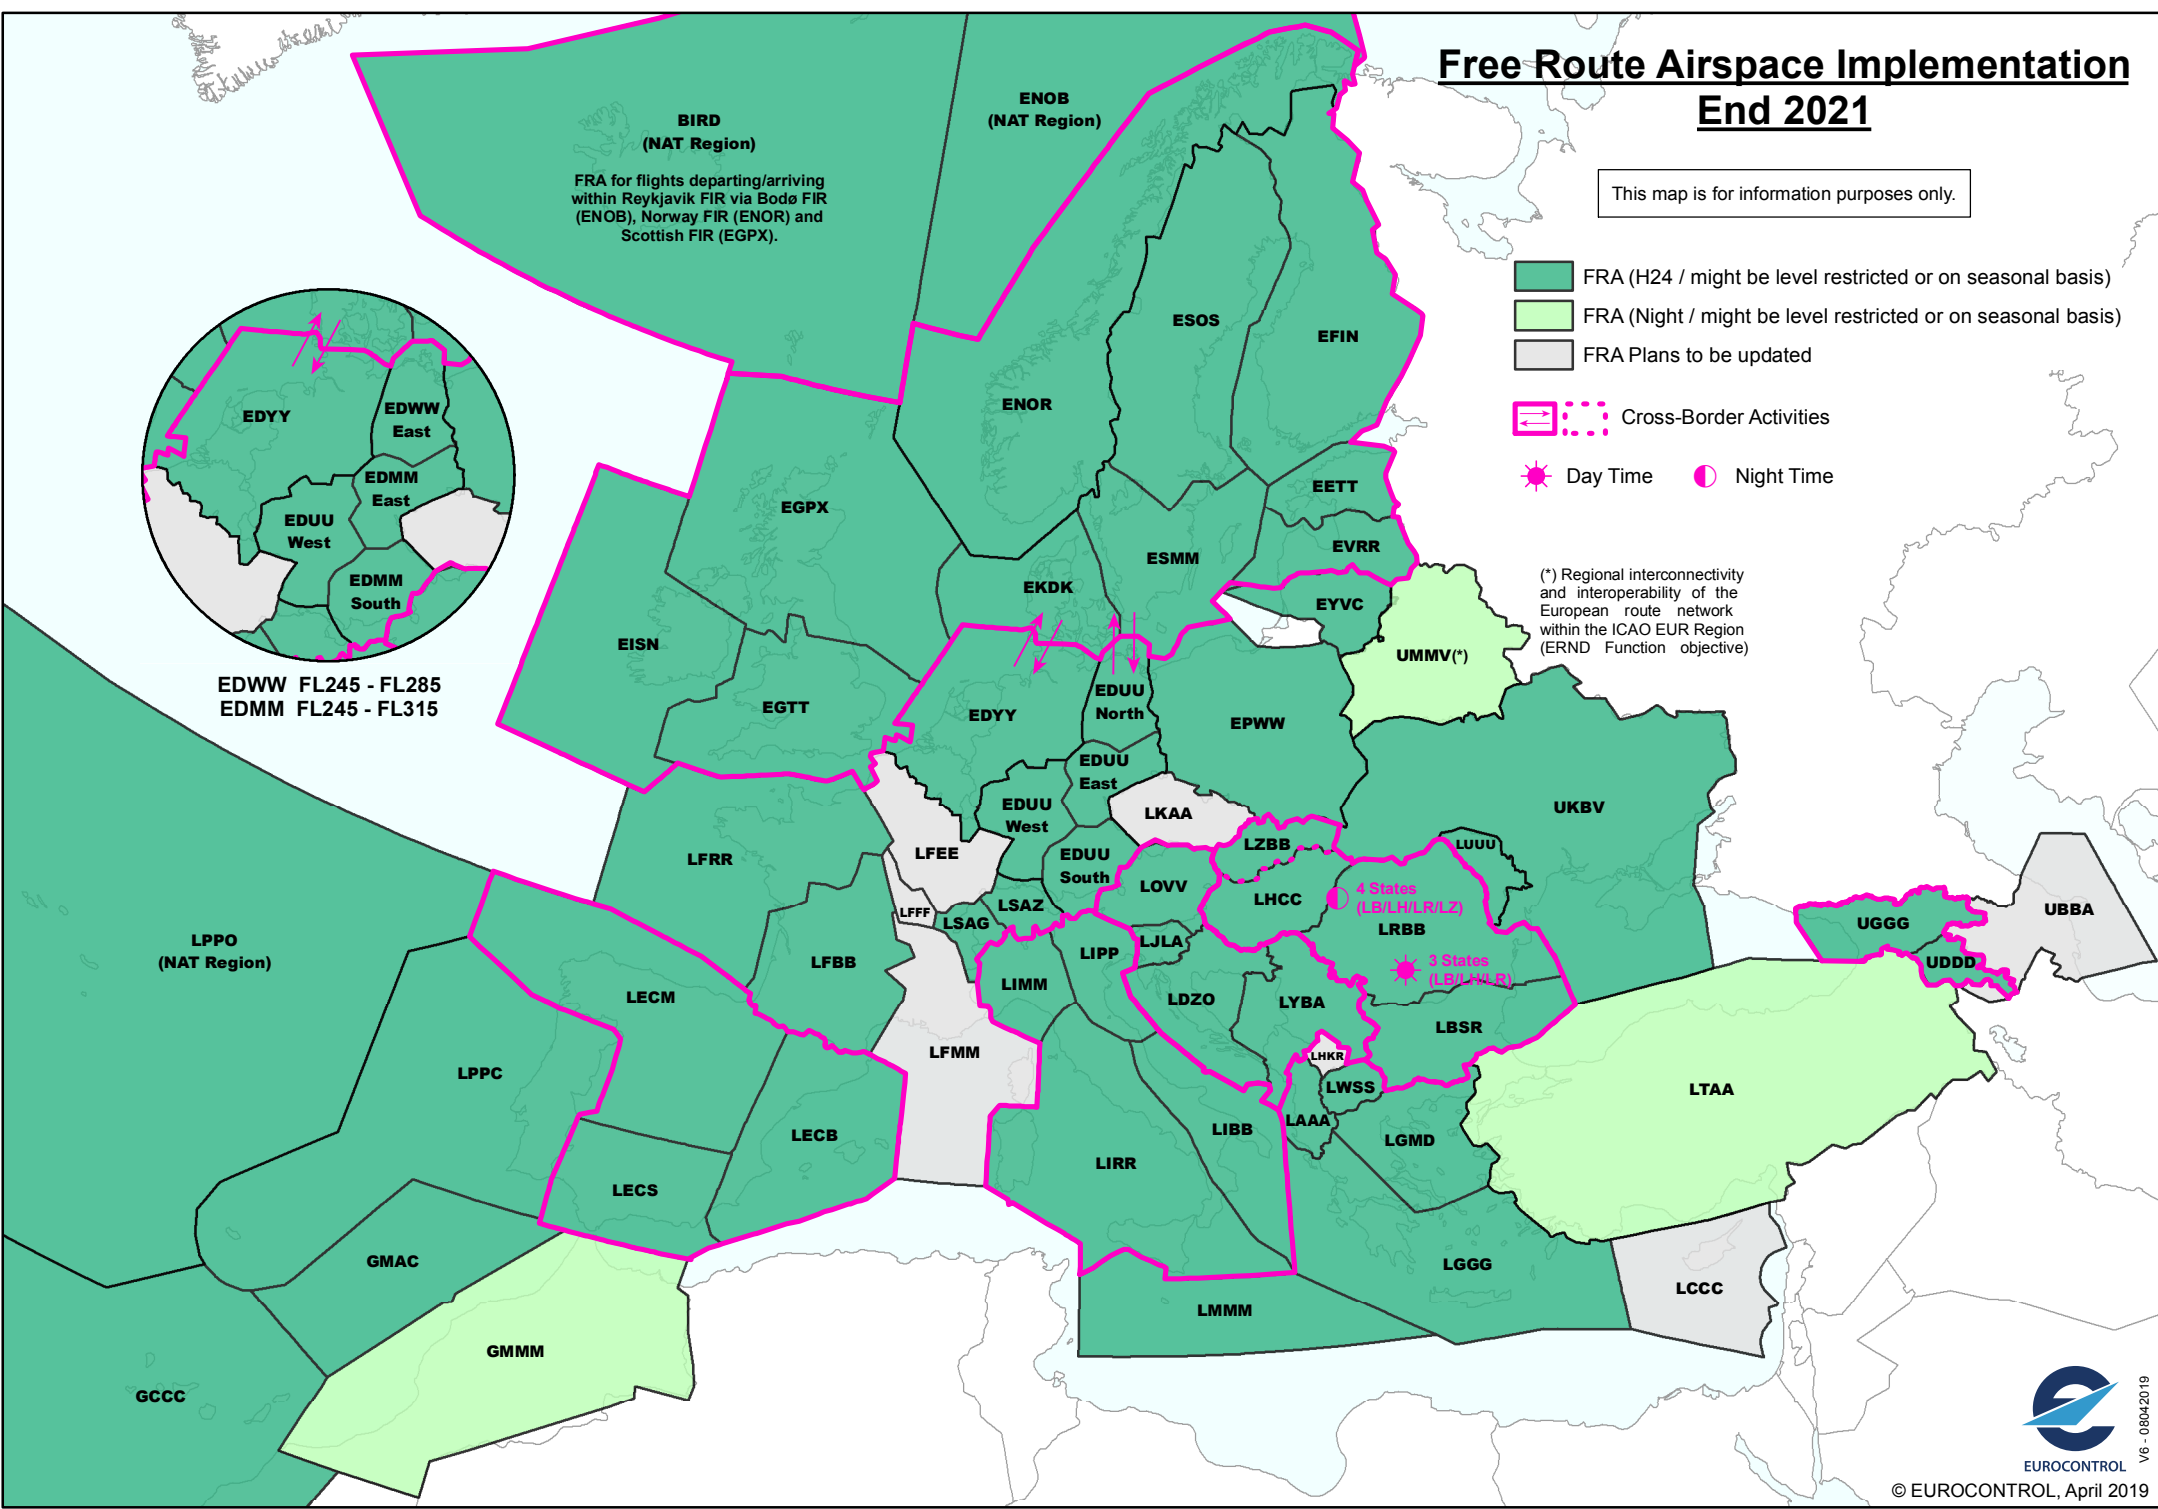 Free Route Airspace Implementation
End 2021
This map is for information purposes only.
FRA (H24 / might be level restricted or on seasonal basis)
FRA (Night / might be level restricted or on seasonal basis)
FRA Plans to be updated
Cross-Border Activities
Day Time
Night Time
(*) Regional interconnectivity
and interoperability of the
European route network
within the ICAO EUR Region
(ERND Function objective)
BIRD
(NAT Region)
FRA for flights departing/arriving
within Reykjavik FIR via Bodø FIR
(ENOB), Norway FIR (ENOR) and
Scottish FIR (EGPX).
ENOB
(NAT Region)
ESOS
EFIN
ENOR
EETT
EGPX
EVRR
ESMM
EKDK
EYVC
EISN
UMMV(*)
EGTT
EDYY
EDUU
North
EPWW
EDUU
East
EDUU
West
LKAA
UKBV
EDYY
EDWW
East
EDMM
East
EDUU
West
EDMM
South
EDWW FL245 - FL285
EDMM FL245 - FL315
LFRR
LFEE
EDUU
South
LZBB
LUUU
LOVV
LHCC
4 States
(LB/LH/LR/LZ)
LRBB
3 States
(LB/LH/LR)
LFFF
LSAG
LSAZ
LJLA
LIPP
LPPO
(NAT Region)
LFBB
LECM
LIMM
LDZO
LYBA
LBSR
UGGG
UDDD
UBBA
LFMM
LHKR
LWSS
LPPC
LTAA
LAAA
LGMD
LECB
LIBB
LIRR
LECS
GMAC
LGGG
LCCC
LMMM
GMMM
GCCC
EUROCONTROL
V6 - 08042019
© EUROCONTROL, April 2019